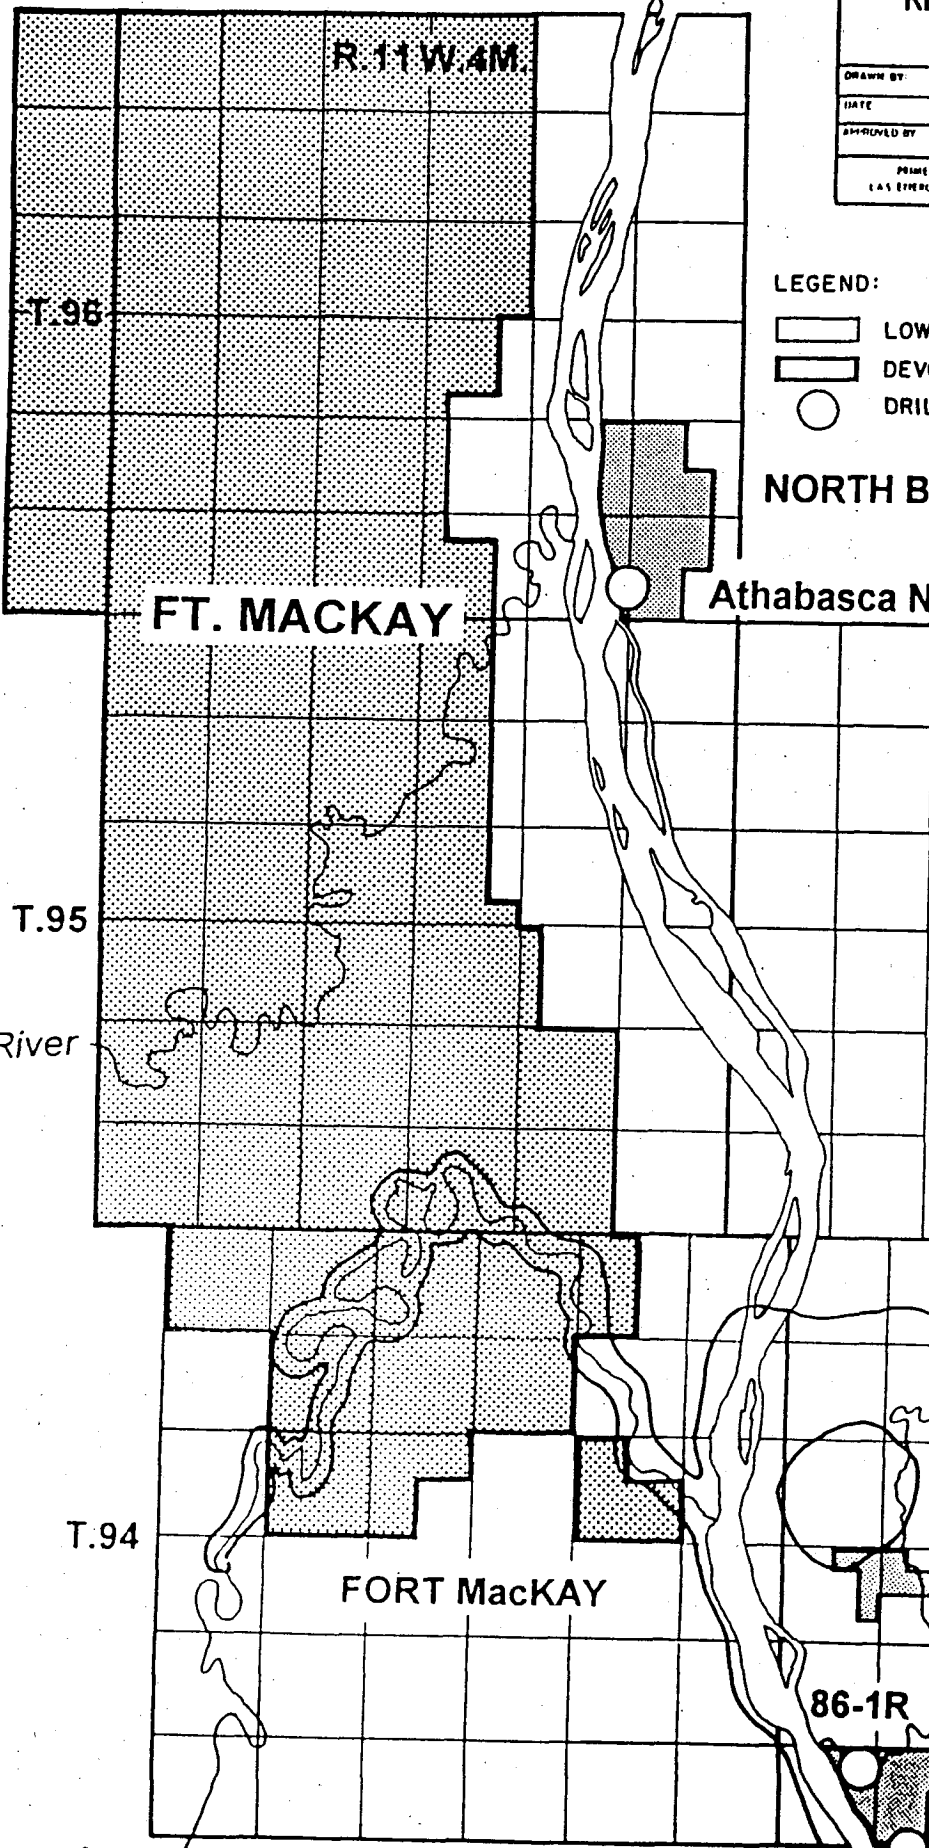 R.11 W.4M.
DRAWN BY:
DATE
APPROVED BY
T.96
LEGEND:
NORTH B
FT. MACKAY
Athabasca N
T.95
River
T.94
FORT MacKAY
86-1R